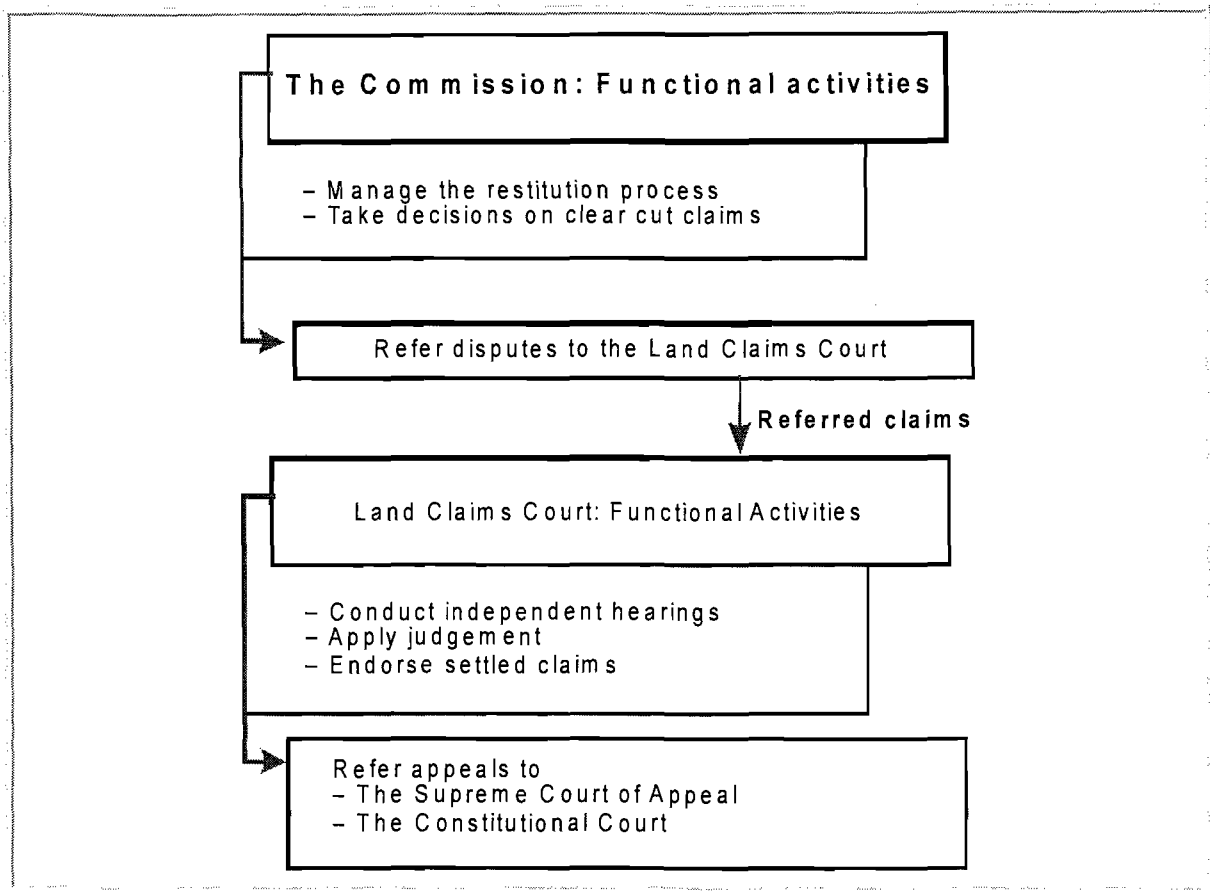 The Commission: Functional activities
– Manage the restitution process
– Take decisions on clear cut claims
Refer disputes to the Land Claims Court
Referred claims
Land Claims Court: Functional Activities
– Conduct independent hearings
– Apply judgement
– Endorse settled claims
Refer appeals to
– The Supreme Court of Appeal
– The Constitutional Court